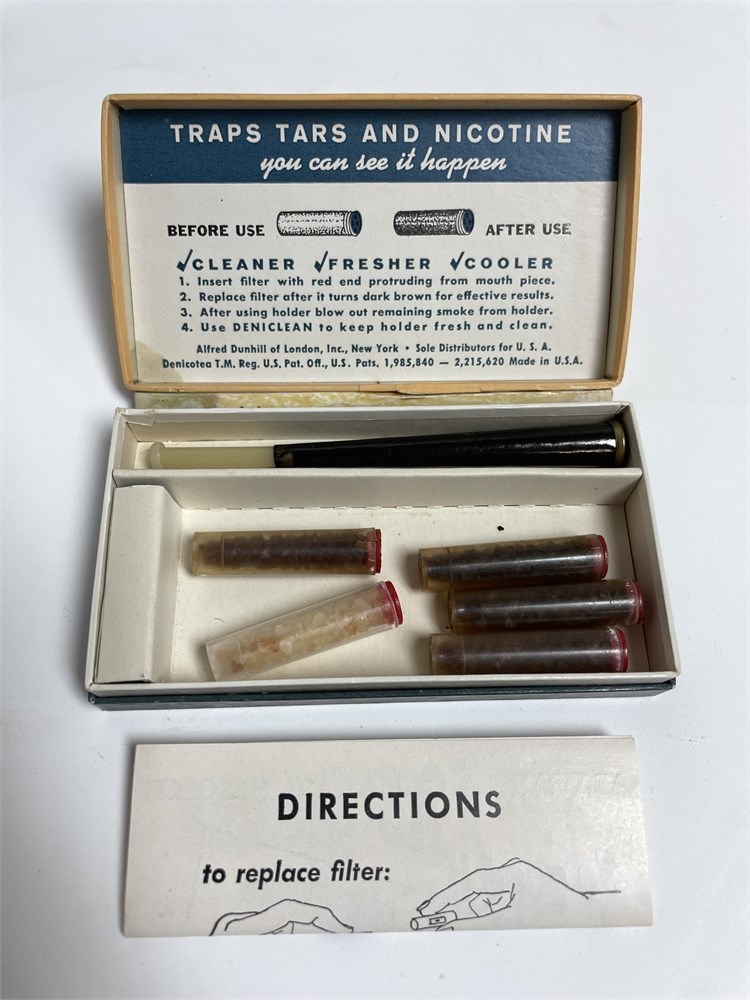 TRAPS TARS AND NICOTINE
you can see it happen
BEFORE USE AFTER USE
✓CLEANER ✓FRESHER ✓COOLER
1. Insert filter with red end protruding from mouth piece.
2. Replace filter after it turns dark brown for effective results.
3. After using holder blow out remaining smoke from holder.
4. Use DENICLEAN to keep holder fresh and clean.
Alfred Dunhill of London, Inc., New York • Sole Distributors for U. S. A.
Denicotea T.M. Reg. U.S. Pat. Off., U.S. Pats. 1,985,840 — 2,215,620 Made in U.S.A.
DIRECTIONS
to replace filter: